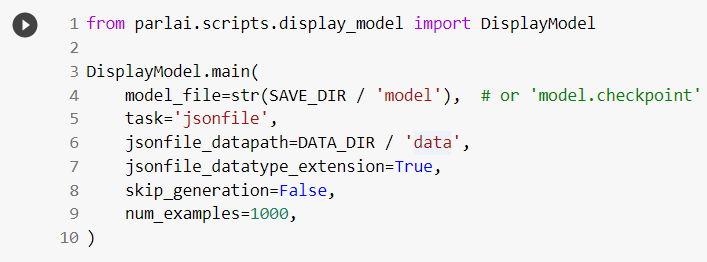 1 from parlai.scripts.display_model import DisplayModel
2
3 DisplayModel.main(
4     model_file=str(SAVE_DIR / 'model'),  # or 'model.checkpoint'
5     task='jsonfile',
6     jsonfile_datapath=DATA_DIR / 'data',
7     jsonfile_datatype_extension=True,
8     skip_generation=False,
9     num_examples=1000,
10 )